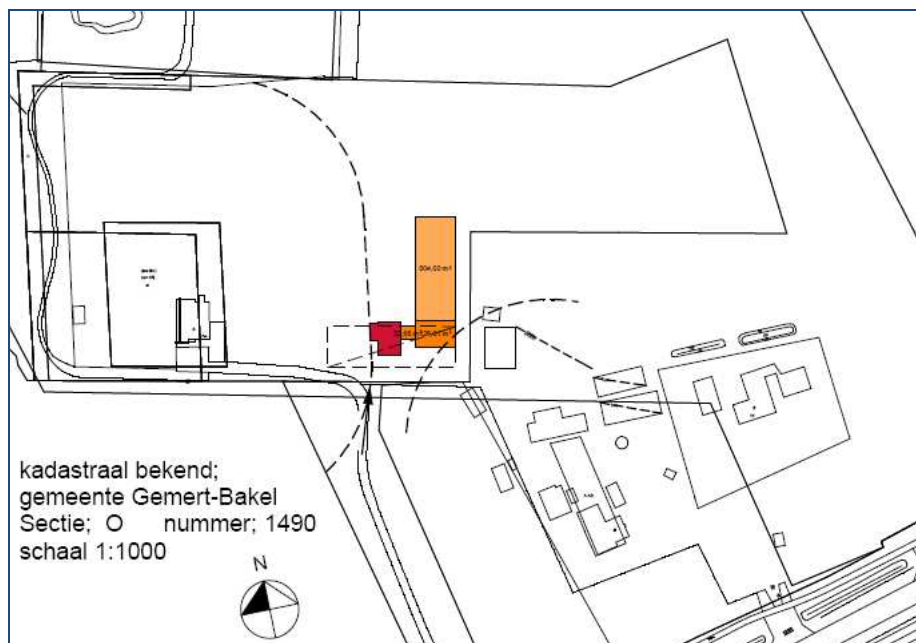 kadastraal bekend;
gemeente Gemert-Bakel
Sectie; O nummer; 1490
schaal 1:1000
N